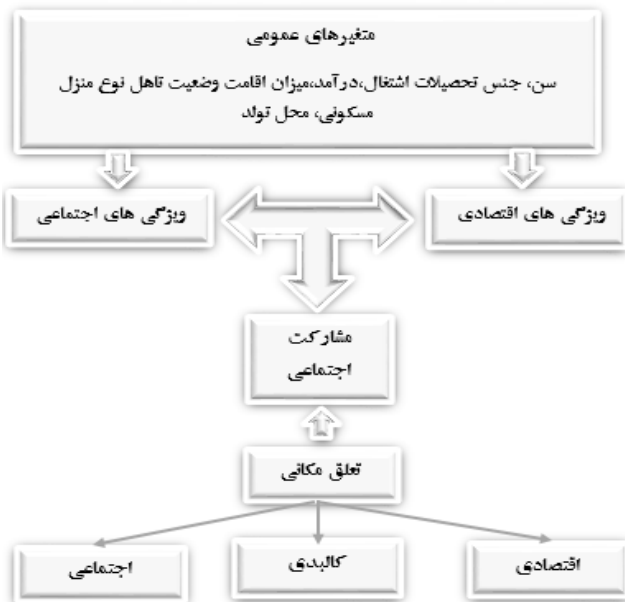 متغیرهای عمومی
سن، جنس تحصیلات اشتغال،درآمد،میزان اقامت وضعیت تاهل نوع منزل
مسکونی، محل تولد
ویژگی های اقتصادی
ویژگی های اجتماعی
مشارکت
اجتماعی
تعلق مکانی
اقتصادی
کالبدی
اجتماعی